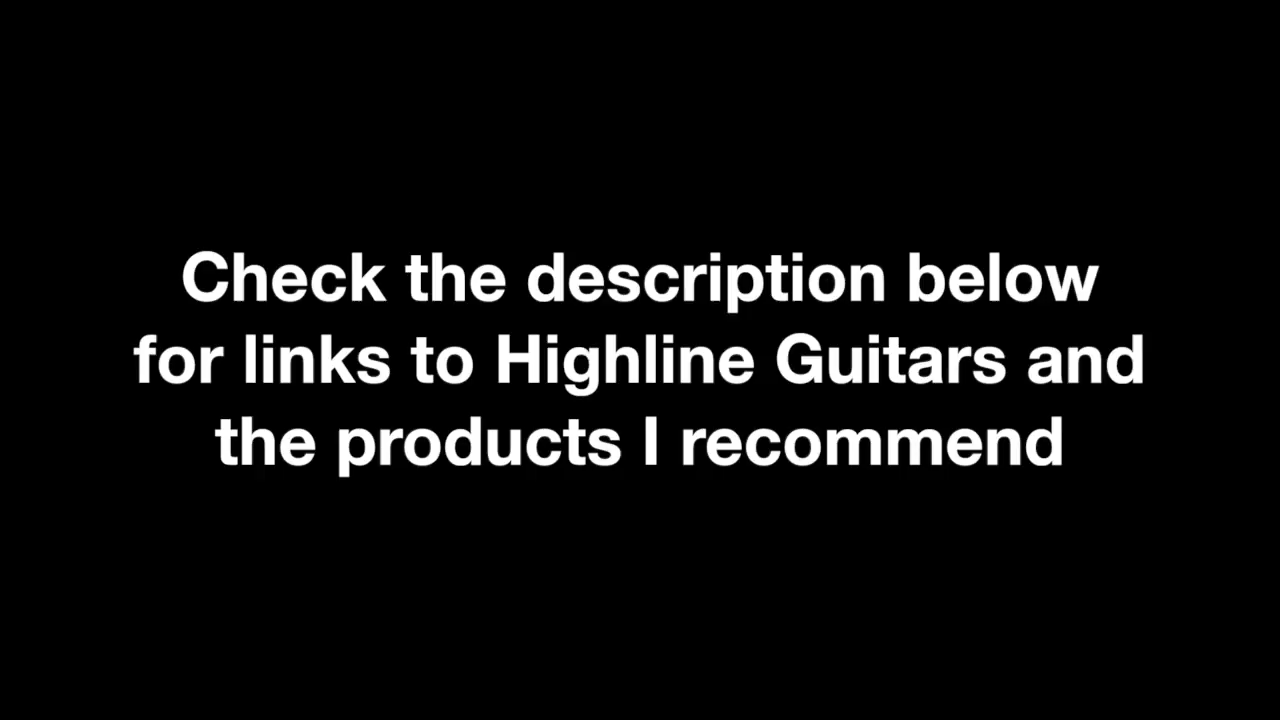 Check the description below
for links to Highline Guitars and
the products I recommend